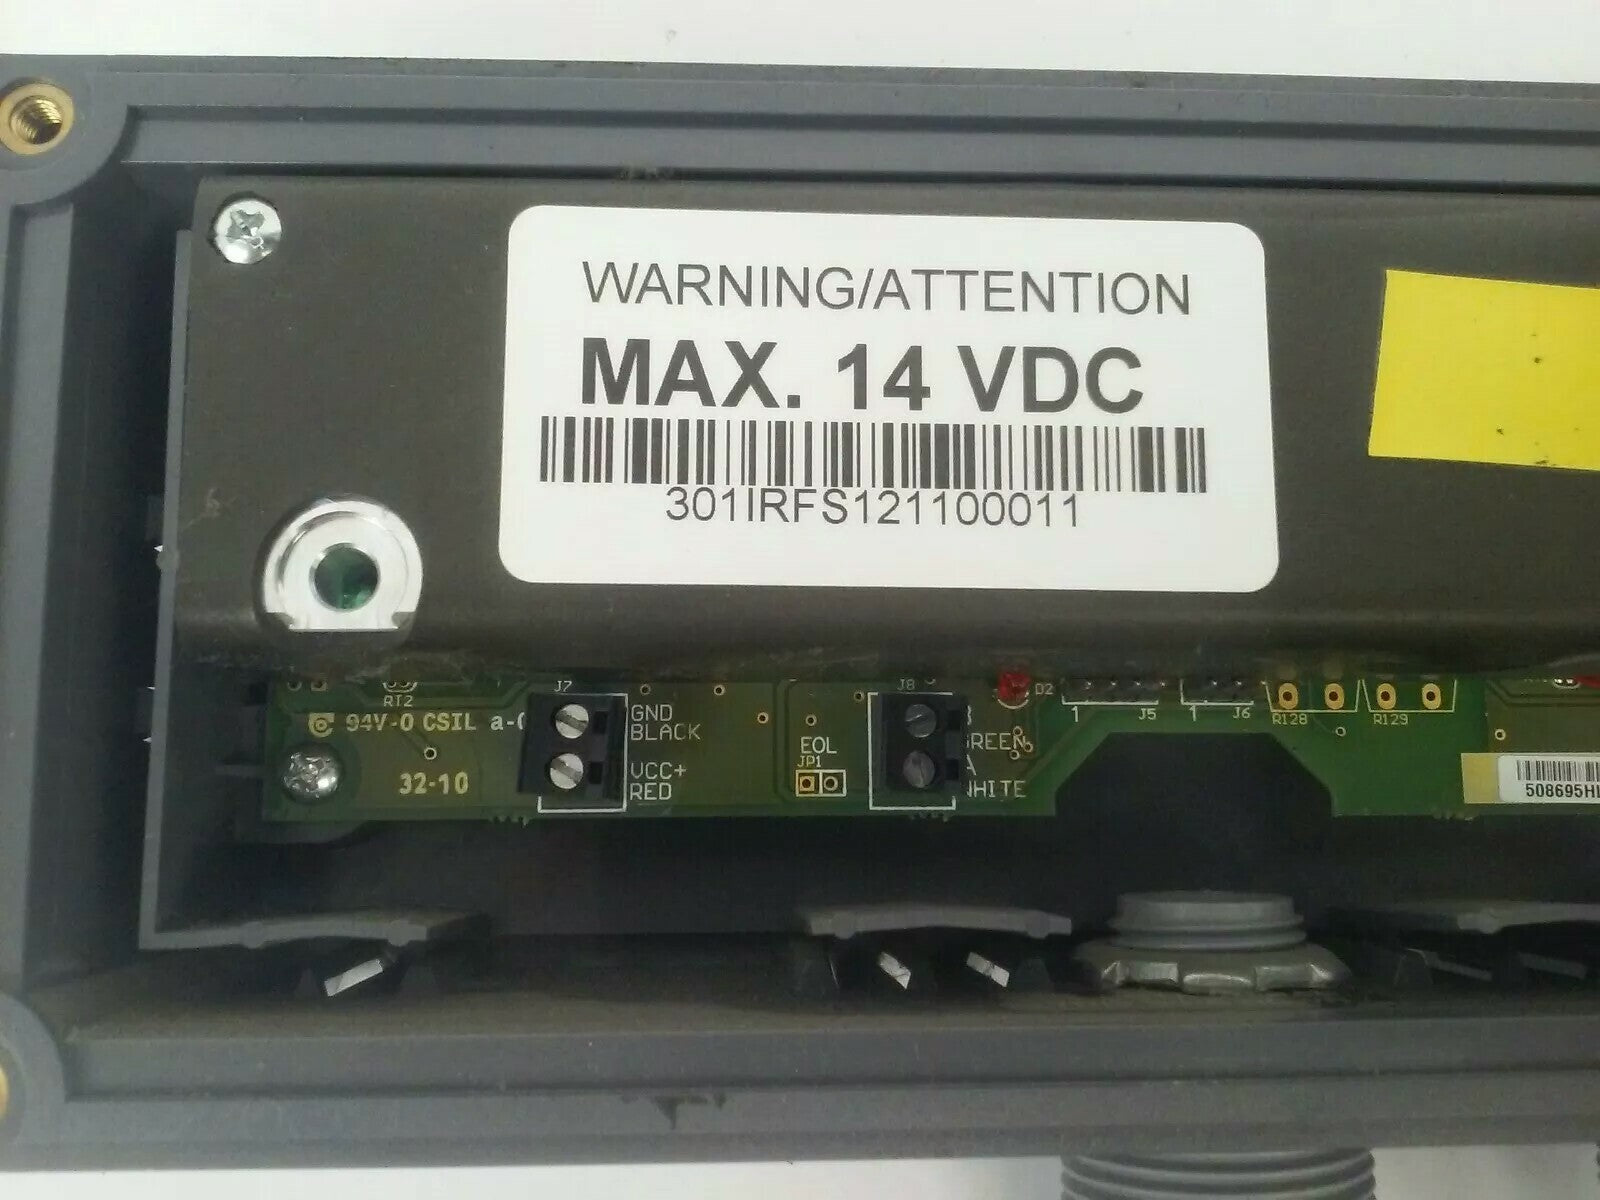 WARNING/ATTENTION
MAX. 14 VDC
301IRFS121100011
J7
J8
D2
RT2
94V-0 CSIL
GND
BLACK
VCC+
RED
32-10
EOL
JP1
A
1
J5
1
J6
R128
R129
508695H